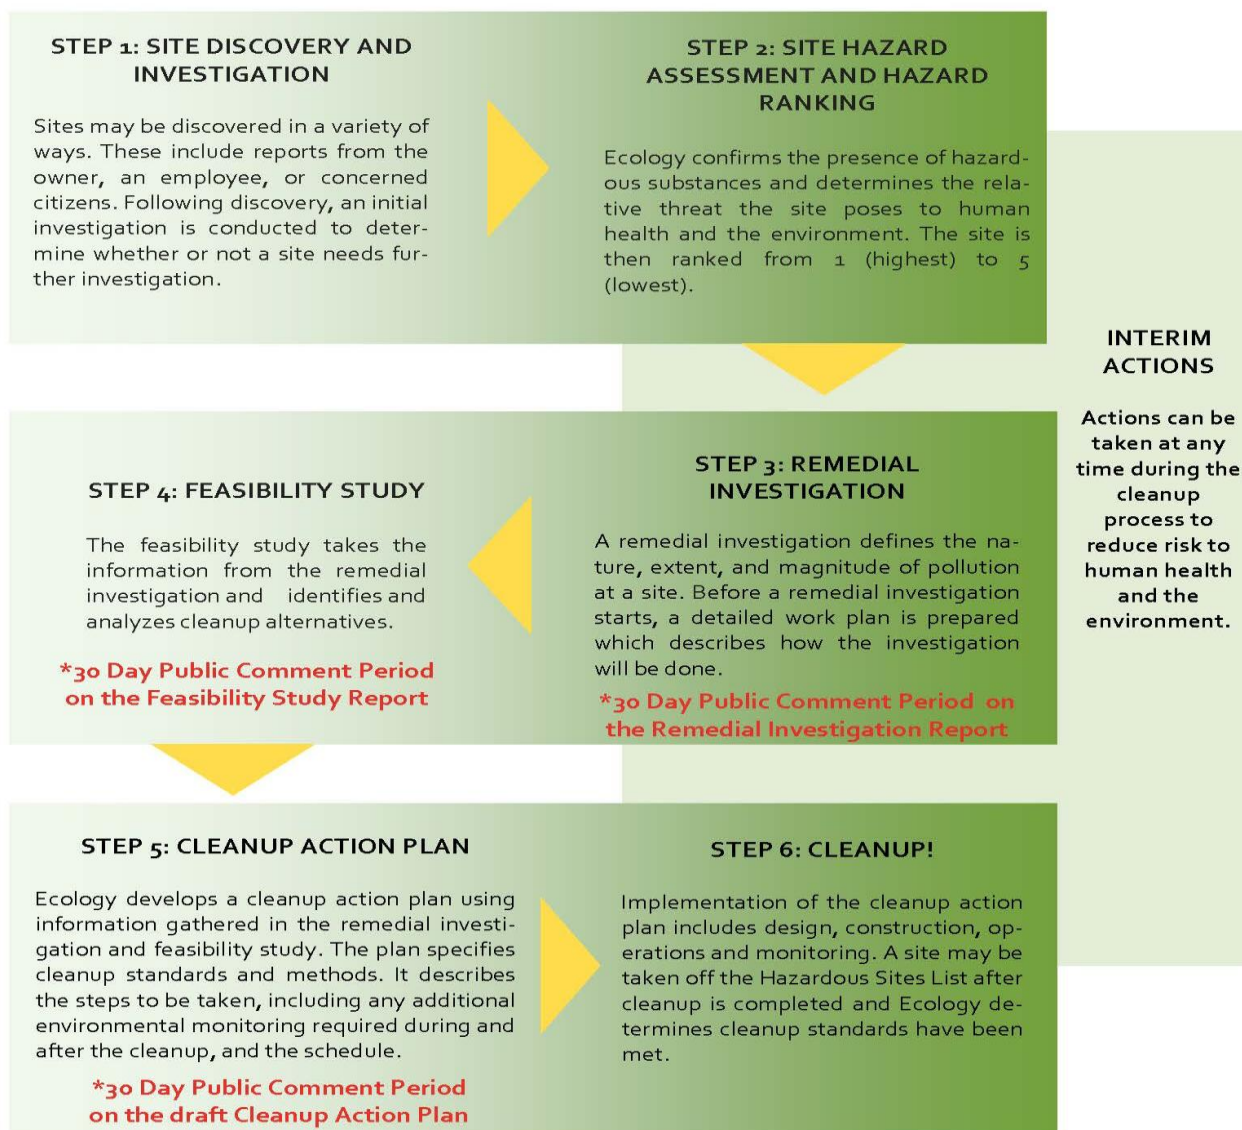 STEP 1: SITE DISCOVERY AND
INVESTIGATION
Sites may be discovered in a variety of
ways. These include reports from the
owner, an employee, or concerned
citizens. Following discovery, an initial
investigation is conducted to deter-
mine whether or not a site needs fur-
ther investigation.
STEP 2: SITE HAZARD
ASSESSMENT AND HAZARD
RANKING
Ecology confirms the presence of hazard-
ous substances and determines the rela-
tive threat the site poses to human
health and the environment. The site is
then ranked from 1 (highest) to 5
(lowest).
STEP 3: REMEDIAL
INVESTIGATION
A remedial investigation defines the na-
ture, extent, and magnitude of pollution
at a site. Before a remedial investigation
starts, a detailed work plan is prepared
which describes how the investigation
will be done.
*30 Day Public Comment Period on
the Remedial Investigation Report
STEP 4: FEASIBILITY STUDY
The feasibility study takes the
information from the remedial
investigation and identifies and
analyzes cleanup alternatives.
*30 Day Public Comment Period
on the Feasibility Study Report
STEP 5: CLEANUP ACTION PLAN
Ecology develops a cleanup action plan using
information gathered in the remedial investi-
gation and feasibility study. The plan specifies
cleanup standards and methods. It describes
the steps to be taken, including any additional
environmental monitoring required during and
after the cleanup, and the schedule.
*30 Day Public Comment Period
on the draft Cleanup Action Plan
STEP 6: CLEANUP!
Implementation of the cleanup action
plan includes design, construction, op-
erations and monitoring. A site may be
taken off the Hazardous Sites List after
cleanup is completed and Ecology de-
termines cleanup standards have been
met.
INTERIM
ACTIONS
Actions can be
taken at any
time during the
cleanup
process to
reduce risk to
human health
and the
environment.